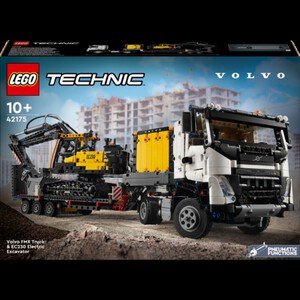 LEGO TECHNIC VOLVO
10+
42175
Volvo FMX Truck
& EC230 Electric
Excavator
PNEUMATIC
FUNCTIONS